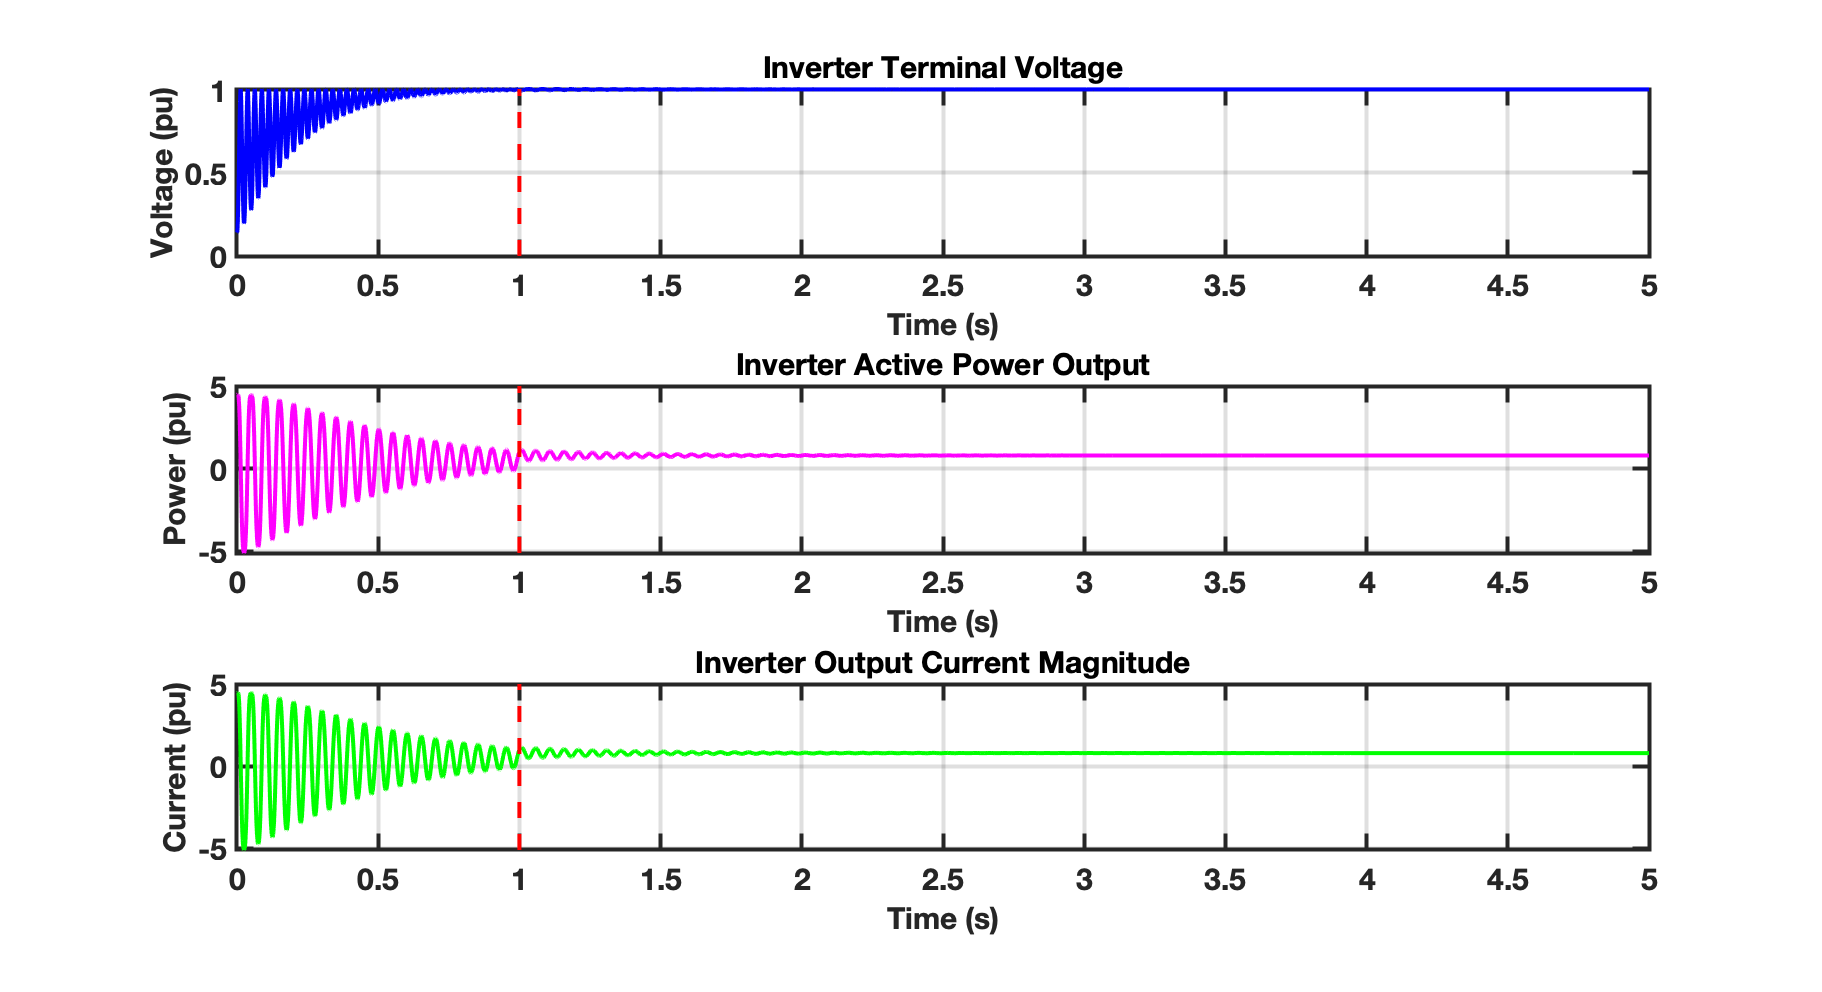 Inverter Terminal Voltage
Voltage (pu)
1
0.5
0
0 0.5 1 1.5 2 2.5 3 3.5 4 4.5 5
Time (s)
Inverter Active Power Output
Power (pu)
5
0
-5
0 0.5 1 1.5 2 2.5 3 3.5 4 4.5 5
Time (s)
Inverter Output Current Magnitude
Current (pu)
5
0
-5
0 0.5 1 1.5 2 2.5 3 3.5 4 4.5 5
Time (s)